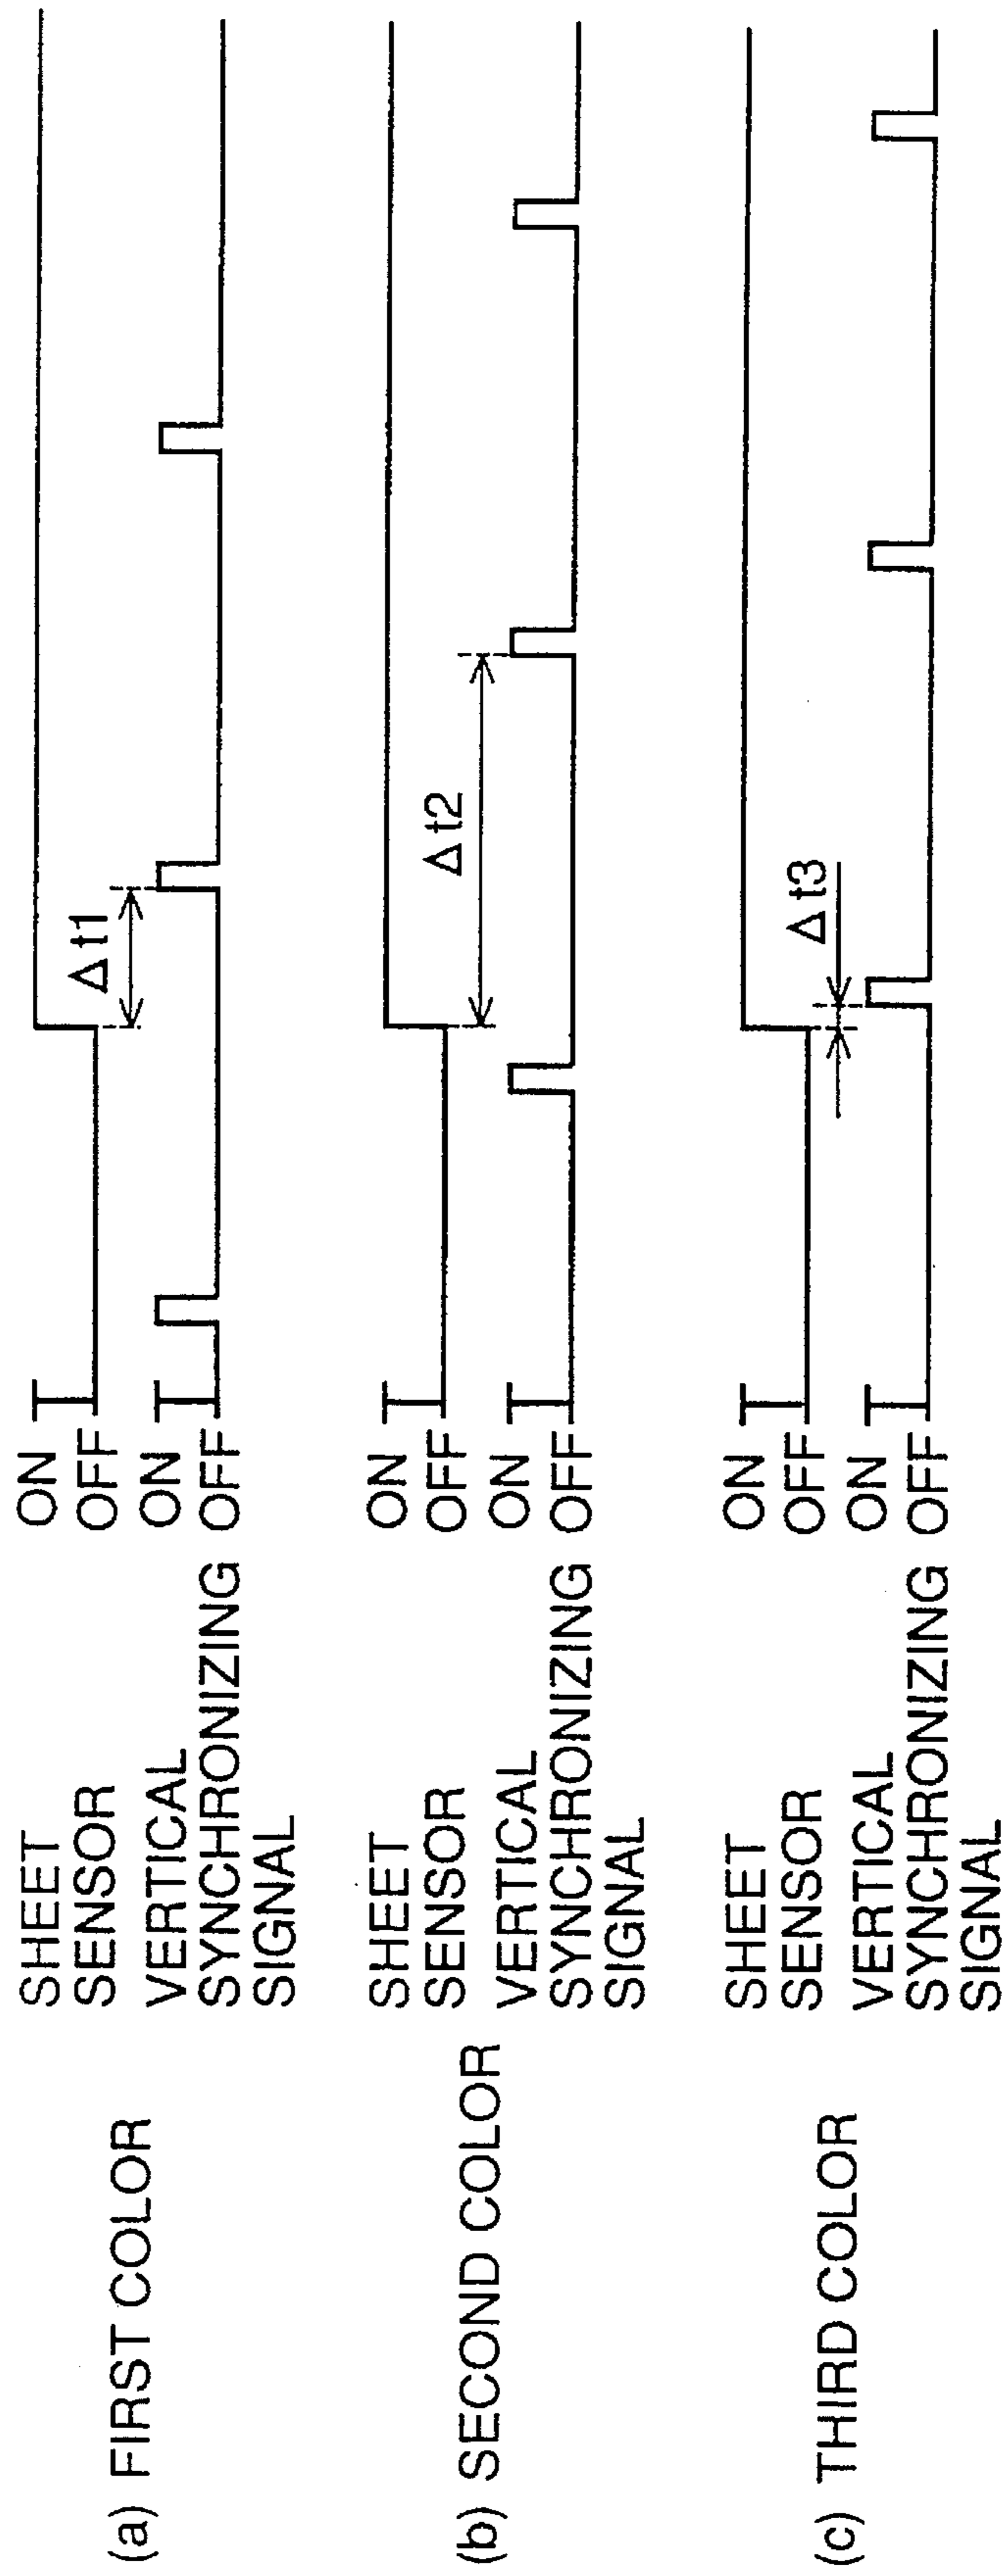 (a) FIRST COLOR
SHEET
SENSOR
ON
OFF
VERTICAL
SYNCHRONIZING
SIGNAL
ON
OFF
Δt1
(b) SECOND COLOR
SHEET
SENSOR
ON
OFF
VERTICAL
SYNCHRONIZING
SIGNAL
ON
OFF
Δt2
(c) THIRD COLOR
SHEET
SENSOR
ON
OFF
VERTICAL
SYNCHRONIZING
SIGNAL
ON
OFF
Δt3